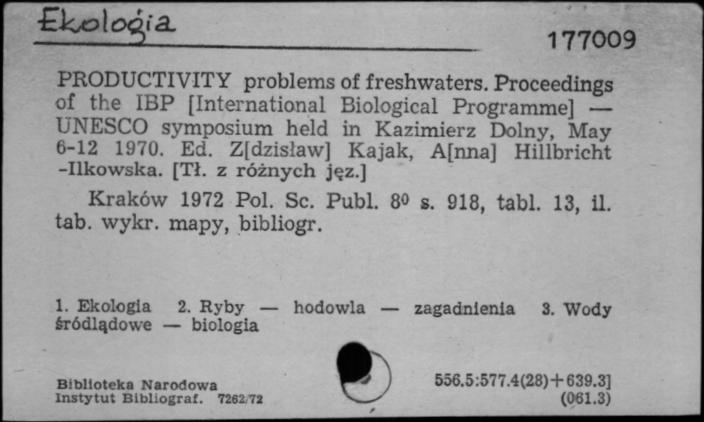 Ekologia
177009
PRODUCTIVITY problems of freshwaters. Proceedings
of the IBP [International Biological Programme] —
UNESCO symposium held in Kazimierz Dolny, May
6-12 1970. Ed. Z[dzisław] Kajak, A[nna] Hillbricht
-Ilkowska. [Tł. z różnych jęz.]
Kraków 1972 Pol. Sc. Publ. 8⁰ s. 918, tabl. 13, il.
tab. wykr. mapy, bibliogr.
1. Ekologia 2. Ryby — hodowla — zagadnienia 3. Wody
śródlądowe — biologia
Biblioteka Narodowa
Instytut Bibliograf. 7262/72
556.5:577.4(28)+639.3]
(061.3)